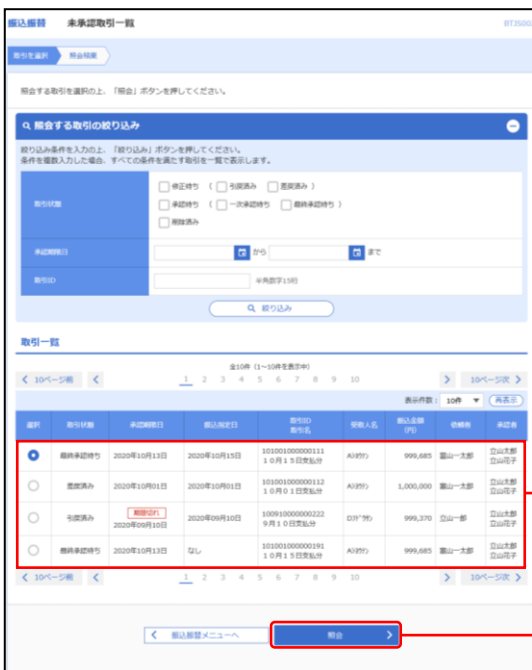 振込振替 未承認取引一覧 BTJS002
取引を選択 照会結果
照会する取引を選択の上、「照会」ボタンを押してください。
照会する取引の絞り込み
絞り込み条件を入力の上、「絞り込み」ボタンを押してください。
条件を複数入力した場合、すべての条件を満たす取引を一覧で表示します。
取引状態
修正待ち ( 引戻済み 差戻済み )
承認待ち ( 一次承認待ち 最終承認待ち )
削除済み
承認期限日 から まで
取引ID 半角数字15桁
絞り込み
取引一覧
全10件 (1~10件を表示中)
10ページ前 1 2 3 4 5 6 7 8 9 10 10ページ次
表示件数: 10件 再表示
選択 取引状態 承認期限日 振込指定日 取引ID 取引名 受取人名 振込金額(円) 依頼者 承認者
最終承認待ち 2020年10月13日 2020年10月15日 101001000000111 10月15日支払分 999,685 富山一太郎 立山太郎 立山花子
差戻済み 2020年10月01日 2020年10月01日 101001000000112 10月01日支払分 1,000,000 富山一太郎 立山太郎 立山花子
引戻済み 期限切れ 2020年09月10日 2020年09月10日 100910000000222 9月10日支払分 999,370 立山一郎 立山太郎 立山花子
最終承認待ち 2020年10月13日 なし 101001000000191 10月15日支払分 999,685 富山一太郎 立山太郎 立山花子
10ページ前 1 2 3 4 5 6 7 8 9 10 10ページ次
振込振替メニューへ 照会